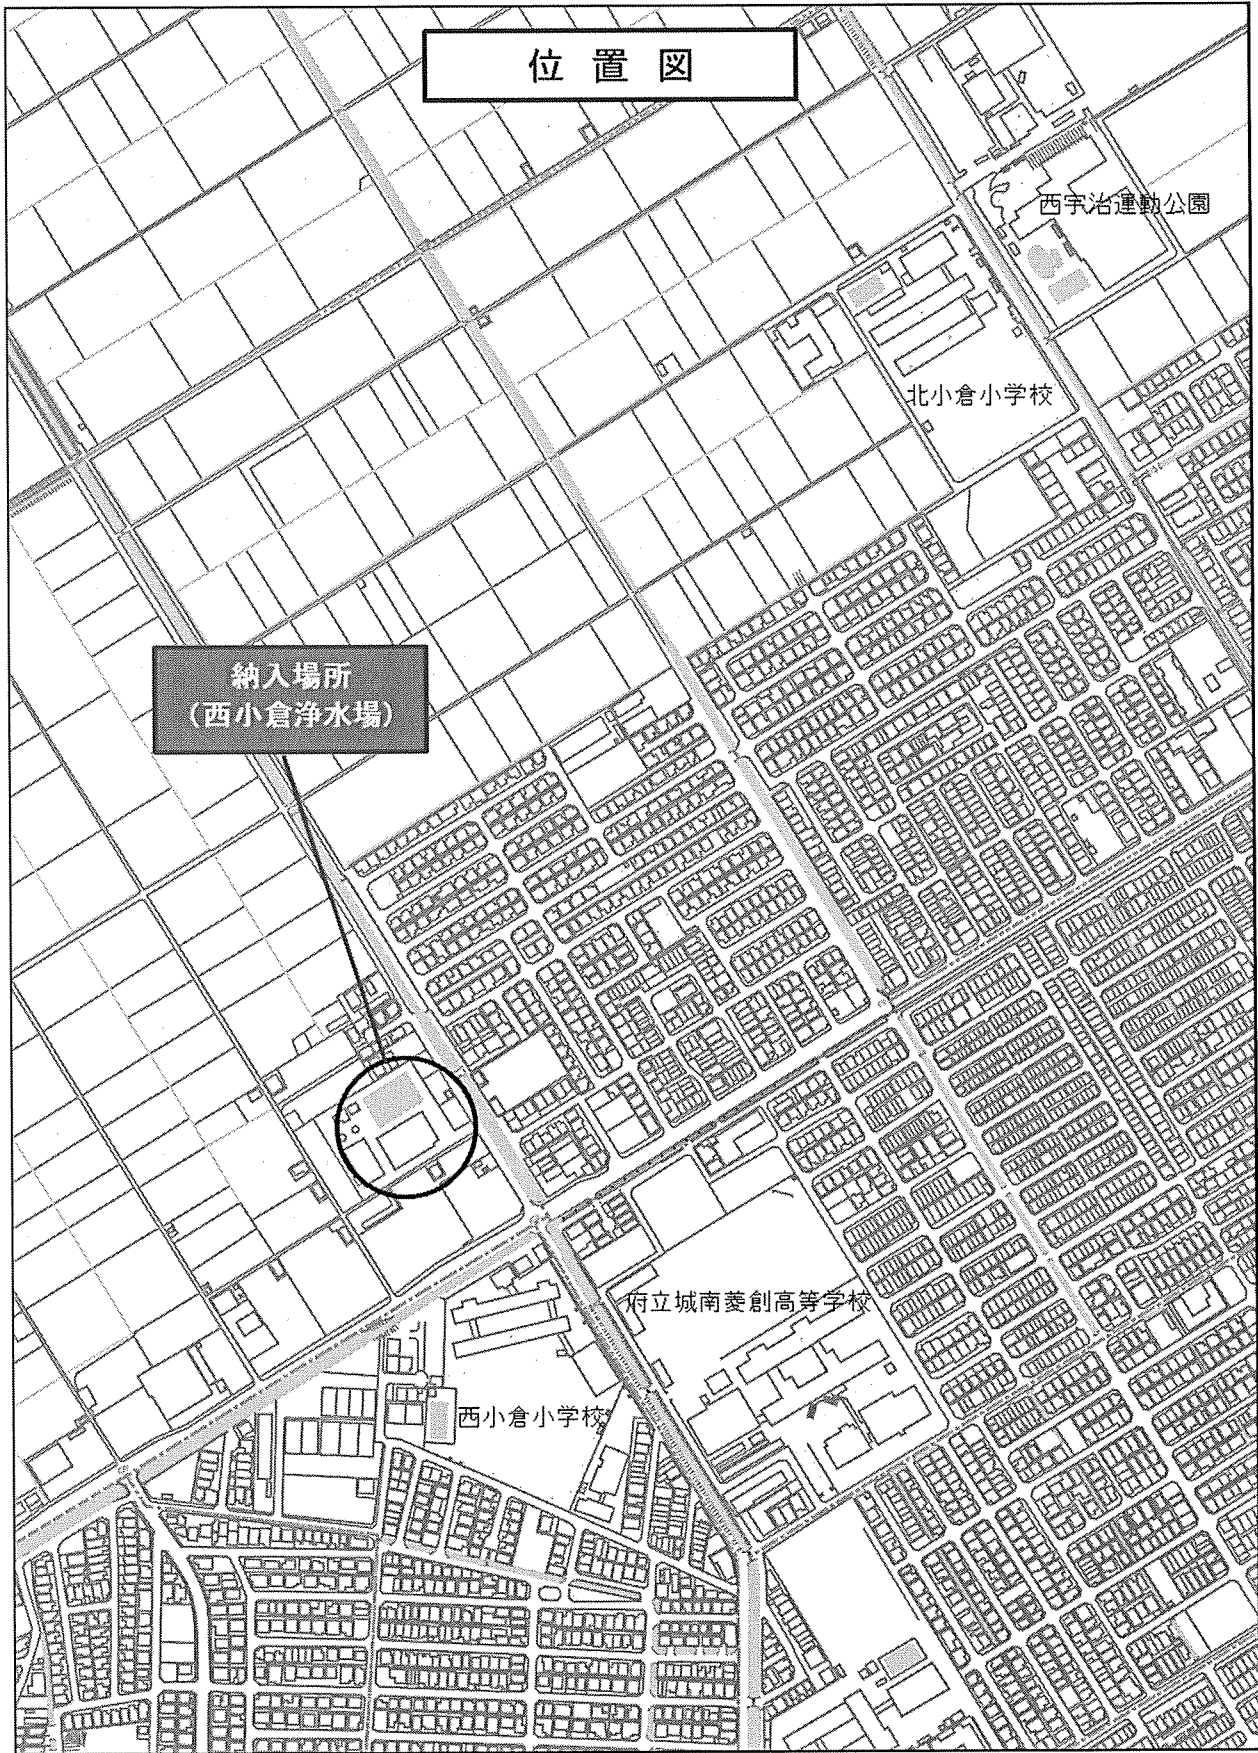 位置図
西宇治運動公園
北小倉小学校
納入場所
（西小倉浄水場）
府立城南菱創高等学校
西小倉小学校